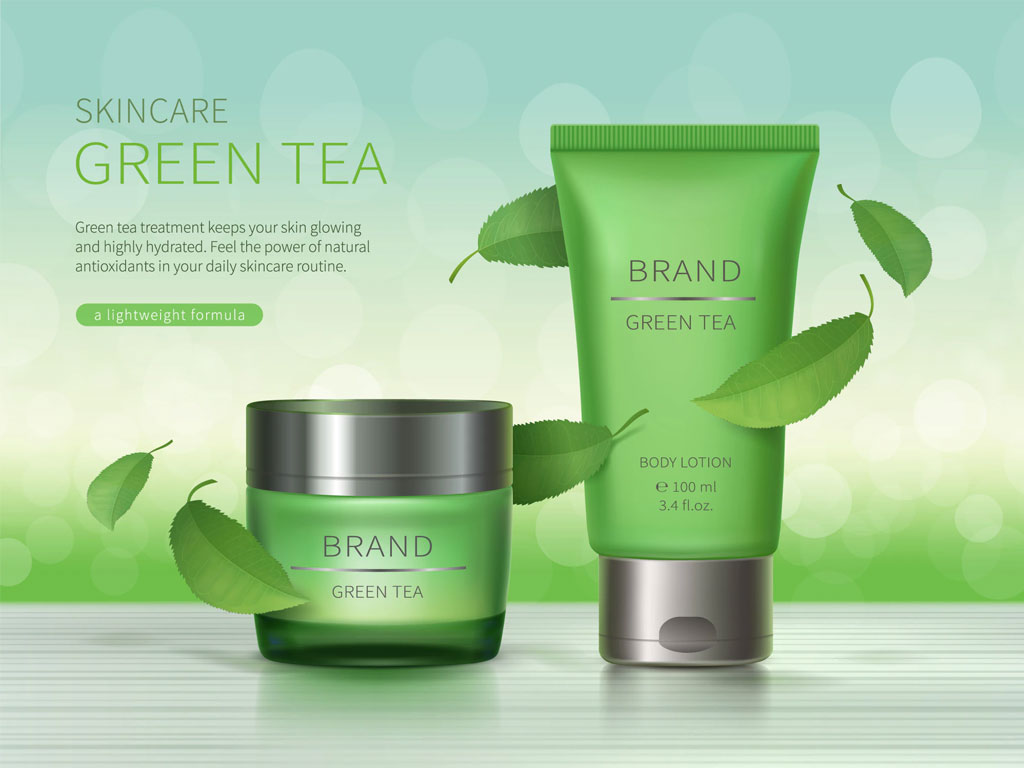 SKINCARE
GREEN TEA
Green tea treatment keeps your skin glowing
and highly hydrated. Feel the power of natural
antioxidants in your daily skincare routine.
a lightweight formula
BRAND
GREEN TEA
BODY LOTION
℮ 100 ml
3.4 fl.oz.
BRAND
GREEN TEA